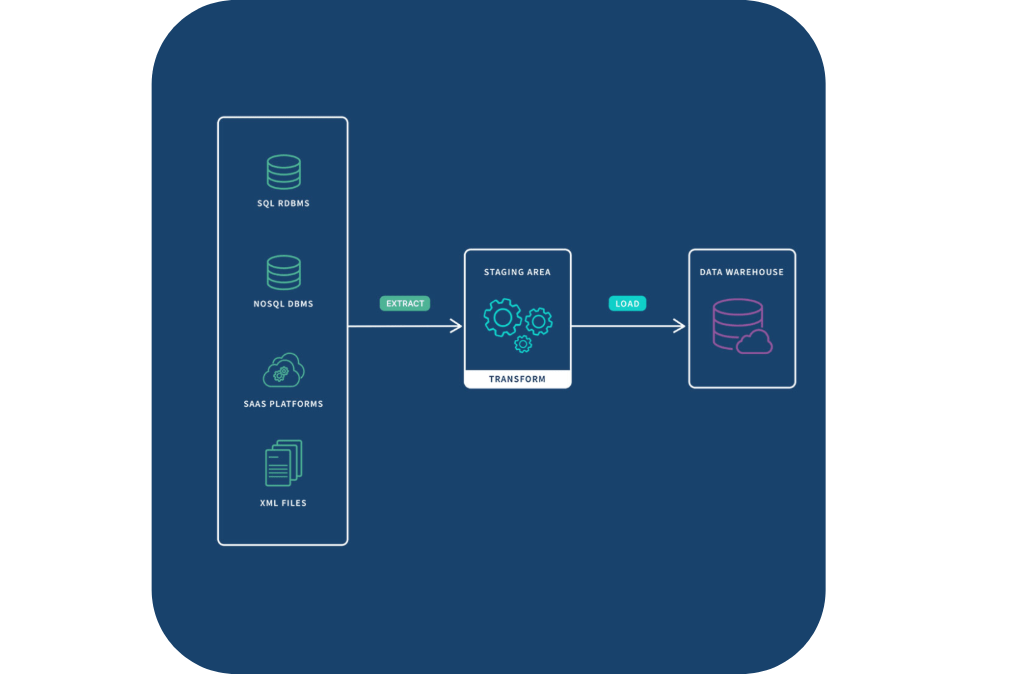 SQL RDBMS
NOSQL DBMS
SAAS PLATFORMS
XML FILES
EXTRACT
STAGING AREA
TRANSFORM
LOAD
DATA WAREHOUSE